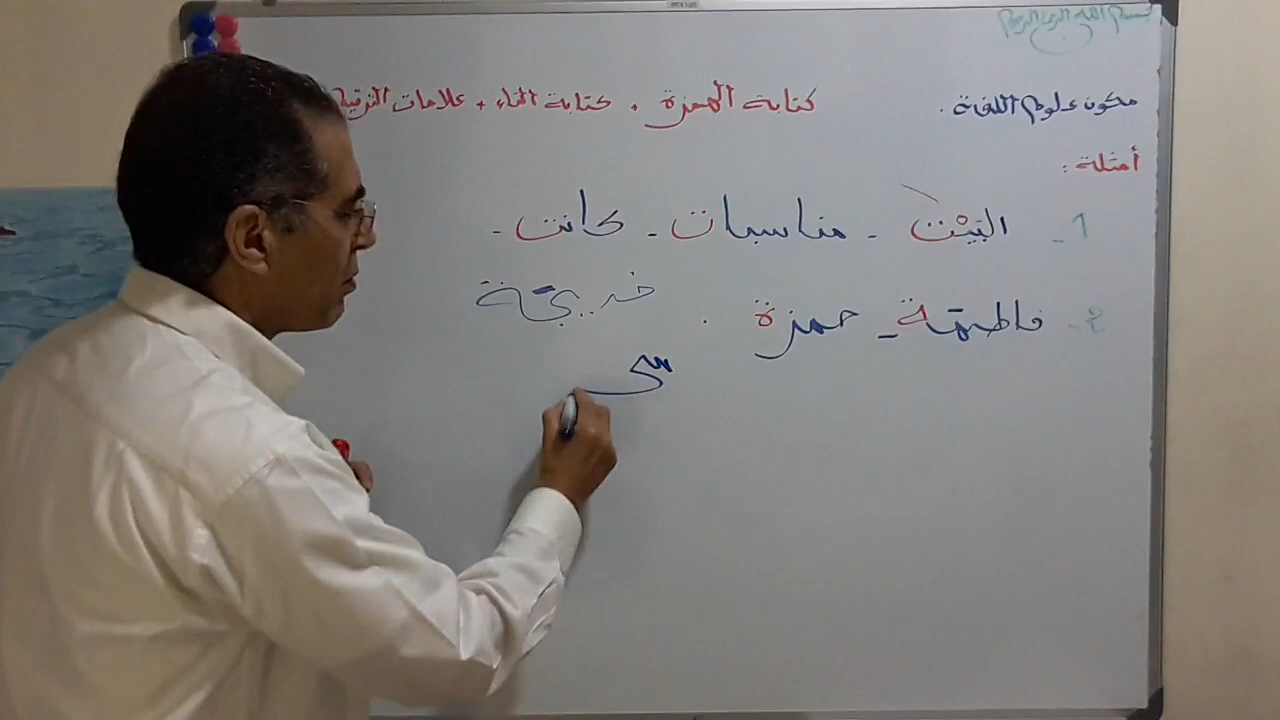 بسم الله الرحمن الرحيم
مكون علوم اللغة . كتابة الهمزة + كتابة التاء + علامات الترقيم
أمثلة :
1 - البَيْت - مناسبات - كانت -
2 - فاطمة - حمزة . خديجة